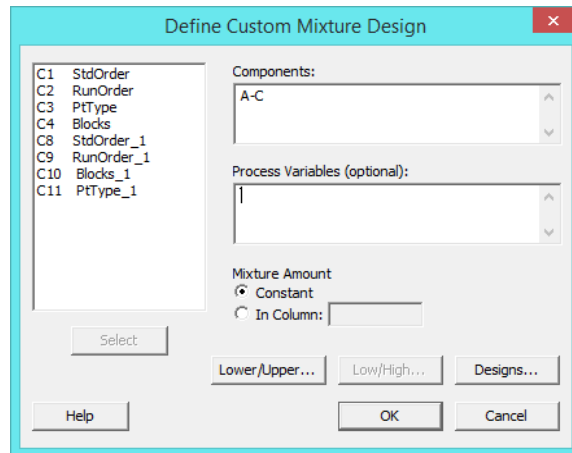 Define Custom Mixture Design
C1 StdOrder
C2 RunOrder
C3 PtType
C4 Blocks
C8 StdOrder_1
C9 RunOrder_1
C10 Blocks_1
C11 PtType_1
Select
Components:
A-C
Process Variables (optional):
Mixture Amount
Constant
In Column:
Lower/Upper...
Low/High...
Designs...
Help
OK
Cancel